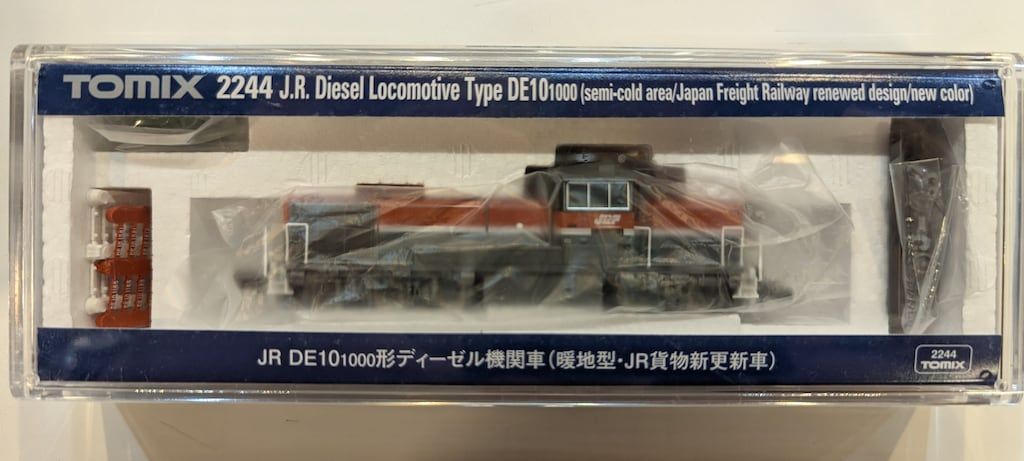 TOMIX 2244 J.R. Diesel Locomotive Type DE101000 (semi-cold area/Japan Freight Railway renewed design/new color)
JRF
JR DE101000形ディーゼル機関車(暖地型・JR貨物新更新車)
2244
TOMIX